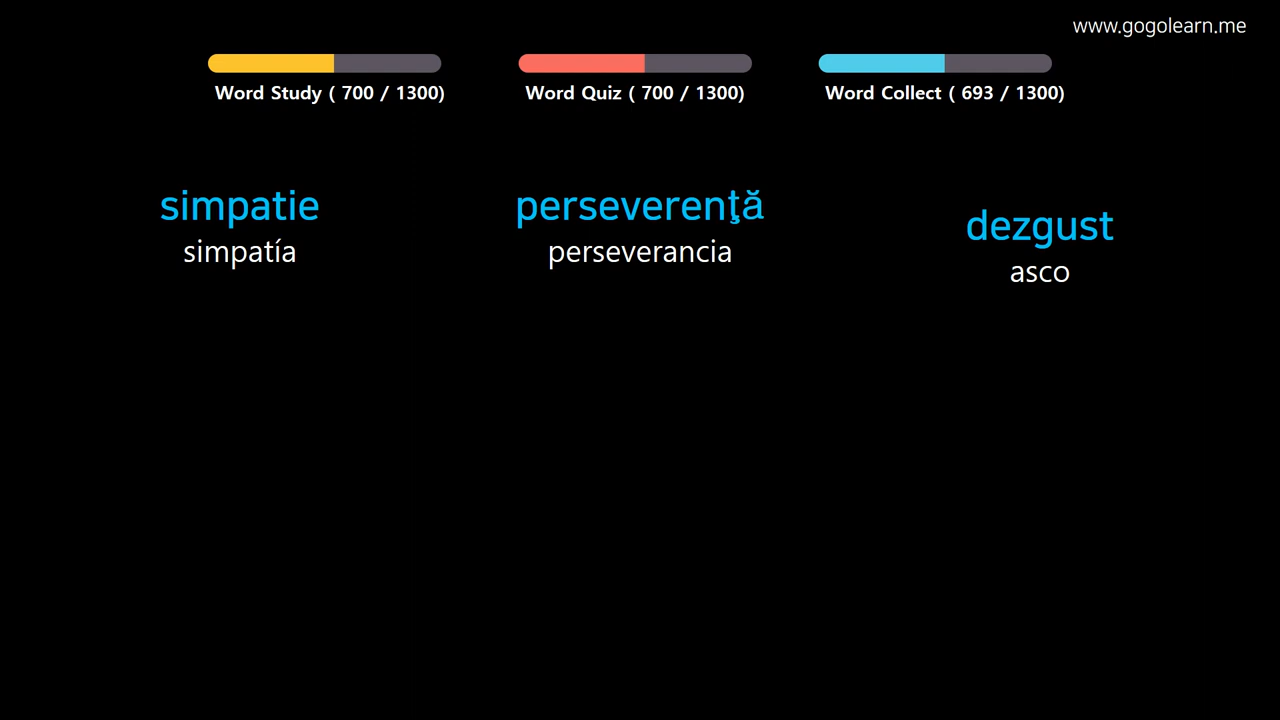 www.gogolearn.me
Word Study ( 700 / 1300)
Word Quiz ( 700 / 1300)
Word Collect ( 693 / 1300)
simpatie
simpatía
perseverenţă
perseverancia
dezgust
asco